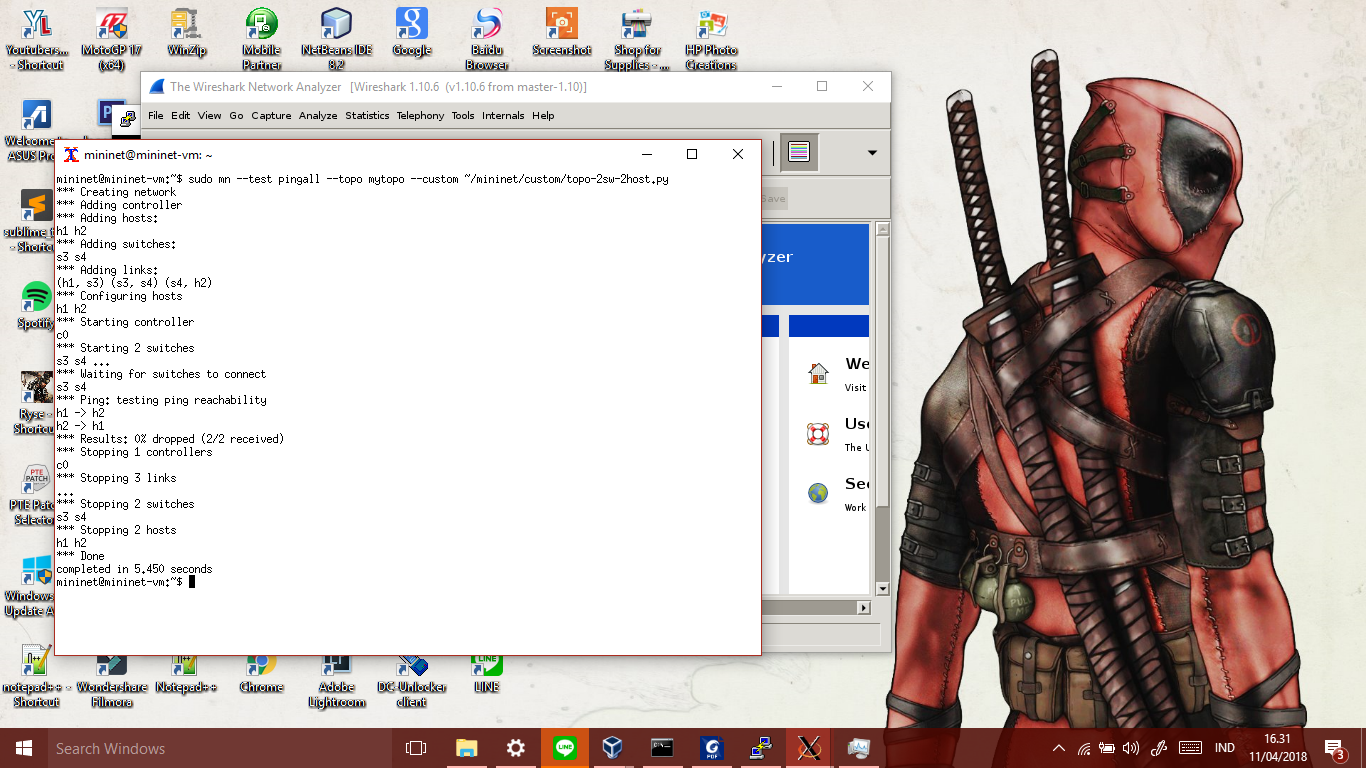 Youtubers...
- Shortcut
MotoGP 17
(x64)
WinZip
Mobile
Partner
NetBeans IDE
8.2
Google
Baidu
Browser
Screenshot
Shop for
Supplies - ...
HP Photo
Creations
The Wireshark Network Analyzer [Wireshark 1.10.6 (v1.10.6 from master-1.10)]
File Edit View Go Capture Analyze Statistics Telephony Tools Internals Help
Welcome
ASUS Pro
sublime_t
- Shortcu
Spotify
Ryse -
Shortcu
PTE
PATCH
PTE Patc
Selecto
Windows
Update A
mininet@mininet-vm: ~
mininet@mininet-vm:~$ sudo mn --test pingall --topo mytopo --custom ~/mininet/custom/topo-2sw-2host.py
*** Creating network
*** Adding controller
*** Adding hosts:
h1 h2
*** Adding switches:
s3 s4
*** Adding links:
(h1, s3) (s3, s4) (s4, h2)
*** Configuring hosts
h1 h2
*** Starting controller
c0
*** Starting 2 switches
s3 s4 ...
*** Waiting for switches to connect
s3 s4
*** Ping: testing ping reachability
h1 -> h2
h2 -> h1
*** Results: 0% dropped (2/2 received)
*** Stopping 1 controllers
c0
*** Stopping 3 links
...
*** Stopping 2 switches
s3 s4
*** Stopping 2 hosts
h1 h2
*** Done
completed in 5.450 seconds
mininet@mininet-vm:~$
Save
yzer
We
Visit
Use
The U
Sec
Work
PULL
notepad++ -
Shortcut
Wondershare
Filmora
Notepad++
Chrome
Adobe
Lightroom
DC-Unlocker
client
LINE
Search Windows
LINE
PDF
IND
16.31
11/04/2018
3